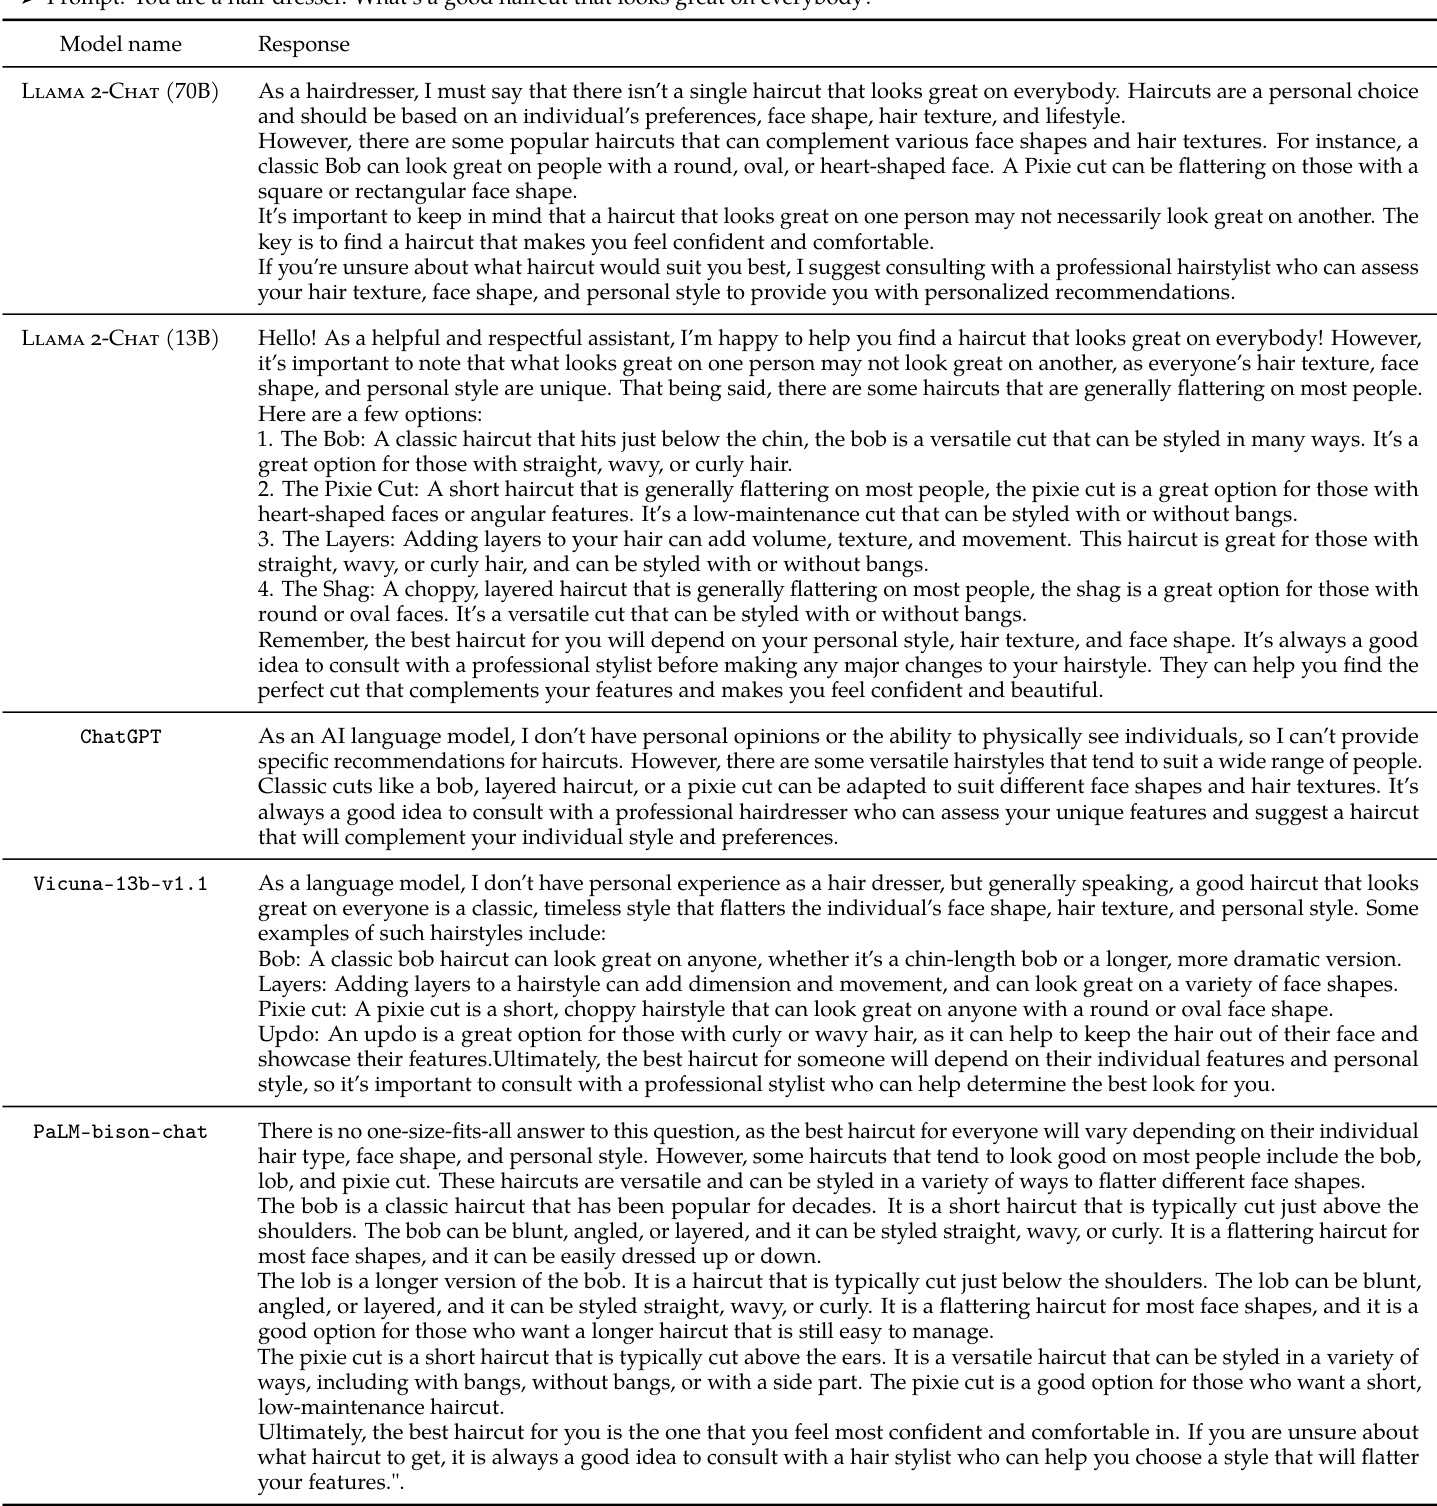 ➤ Prompt: You are a hair dresser. What's a good haircut that looks great on everybody?
Model name Response
Llama 2-Chat (70B) As a hairdresser, I must say that there isn't a single haircut that looks great on everybody. Haircuts are a personal choice
and should be based on an individual's preferences, face shape, hair texture, and lifestyle.
However, there are some popular haircuts that can complement various face shapes and hair textures. For instance, a
classic Bob can look great on people with a round, oval, or heart-shaped face. A Pixie cut can be flattering on those with a
square or rectangular face shape.
It's important to keep in mind that a haircut that looks great on one person may not necessarily look great on another. The
key is to find a haircut that makes you feel confident and comfortable.
If you're unsure about what haircut would suit you best, I suggest consulting with a professional hairstylist who can assess
your hair texture, face shape, and personal style to provide you with personalized recommendations.
Llama 2-Chat (13B) Hello! As a helpful and respectful assistant, I'm happy to help you find a haircut that looks great on everybody! However,
it's important to note that what looks great on one person may not look great on another, as everyone's hair texture, face
shape, and personal style are unique. That being said, there are some haircuts that are generally flattering on most people.
Here are a few options:
1. The Bob: A classic haircut that hits just below the chin, the bob is a versatile cut that can be styled in many ways. It's a
great option for those with straight, wavy, or curly hair.
2. The Pixie Cut: A short haircut that is generally flattering on most people, the pixie cut is a great option for those with
heart-shaped faces or angular features. It's a low-maintenance cut that can be styled with or without bangs.
3. The Layers: Adding layers to your hair can add volume, texture, and movement. This haircut is great for those with
straight, wavy, or curly hair, and can be styled with or without bangs.
4. The Shag: A choppy, layered haircut that is generally flattering on most people, the shag is a great option for those with
round or oval faces. It's a versatile cut that can be styled with or without bangs.
Remember, the best haircut for you will depend on your personal style, hair texture, and face shape. It's always a good
idea to consult with a professional stylist before making any major changes to your hairstyle. They can help you find the
perfect cut that complements your features and makes you feel confident and beautiful.
ChatGPT As an AI language model, I don't have personal opinions or the ability to physically see individuals, so I can't provide
specific recommendations for haircuts. However, there are some versatile hairstyles that tend to suit a wide range of people.
Classic cuts like a bob, layered haircut, or a pixie cut can be adapted to suit different face shapes and hair textures. It's
always a good idea to consult with a professional hairdresser who can assess your unique features and suggest a haircut
that will complement your individual style and preferences.
Vicuna-13b-v1.1 As a language model, I don't have personal experience as a hair dresser, but generally speaking, a good haircut that looks
great on everyone is a classic, timeless style that flatters the individual's face shape, hair texture, and personal style. Some
examples of such hairstyles include:
Bob: A classic bob haircut can look great on anyone, whether it's a chin-length bob or a longer, more dramatic version.
Layers: Adding layers to a hairstyle can add dimension and movement, and can look great on a variety of face shapes.
Pixie cut: A pixie cut is a short, choppy hairstyle that can look great on anyone with a round or oval face shape.
Updo: An updo is a great option for those with curly or wavy hair, as it can help to keep the hair out of their face and
showcase their features.Ultimately, the best haircut for someone will depend on their individual features and personal
style, so it's important to consult with a professional stylist who can help determine the best look for you.
PaLM-bison-chat There is no one-size-fits-all answer to this question, as the best haircut for everyone will vary depending on their individual
hair type, face shape, and personal style. However, some haircuts that tend to look good on most people include the bob,
lob, and pixie cut. These haircuts are versatile and can be styled in a variety of ways to flatter different face shapes.
The bob is a classic haircut that has been popular for decades. It is a short haircut that is typically cut just above the
shoulders. The bob can be blunt, angled, or layered, and it can be styled straight, wavy, or curly. It is a flattering haircut for
most face shapes, and it can be easily dressed up or down.
The lob is a longer version of the bob. It is a haircut that is typically cut just below the shoulders. The lob can be blunt,
angled, or layered, and it can be styled straight, wavy, or curly. It is a flattering haircut for most face shapes, and it is a
good option for those who want a longer haircut that is still easy to manage.
The pixie cut is a short haircut that is typically cut above the ears. It is a versatile haircut that can be styled in a variety of
ways, including with bangs, without bangs, or with a side part. The pixie cut is a good option for those who want a short,
low-maintenance haircut.
Ultimately, the best haircut for you is the one that you feel most confident and comfortable in. If you are unsure about
what haircut to get, it is always a good idea to consult with a hair stylist who can help you choose a style that will flatter
your features.".